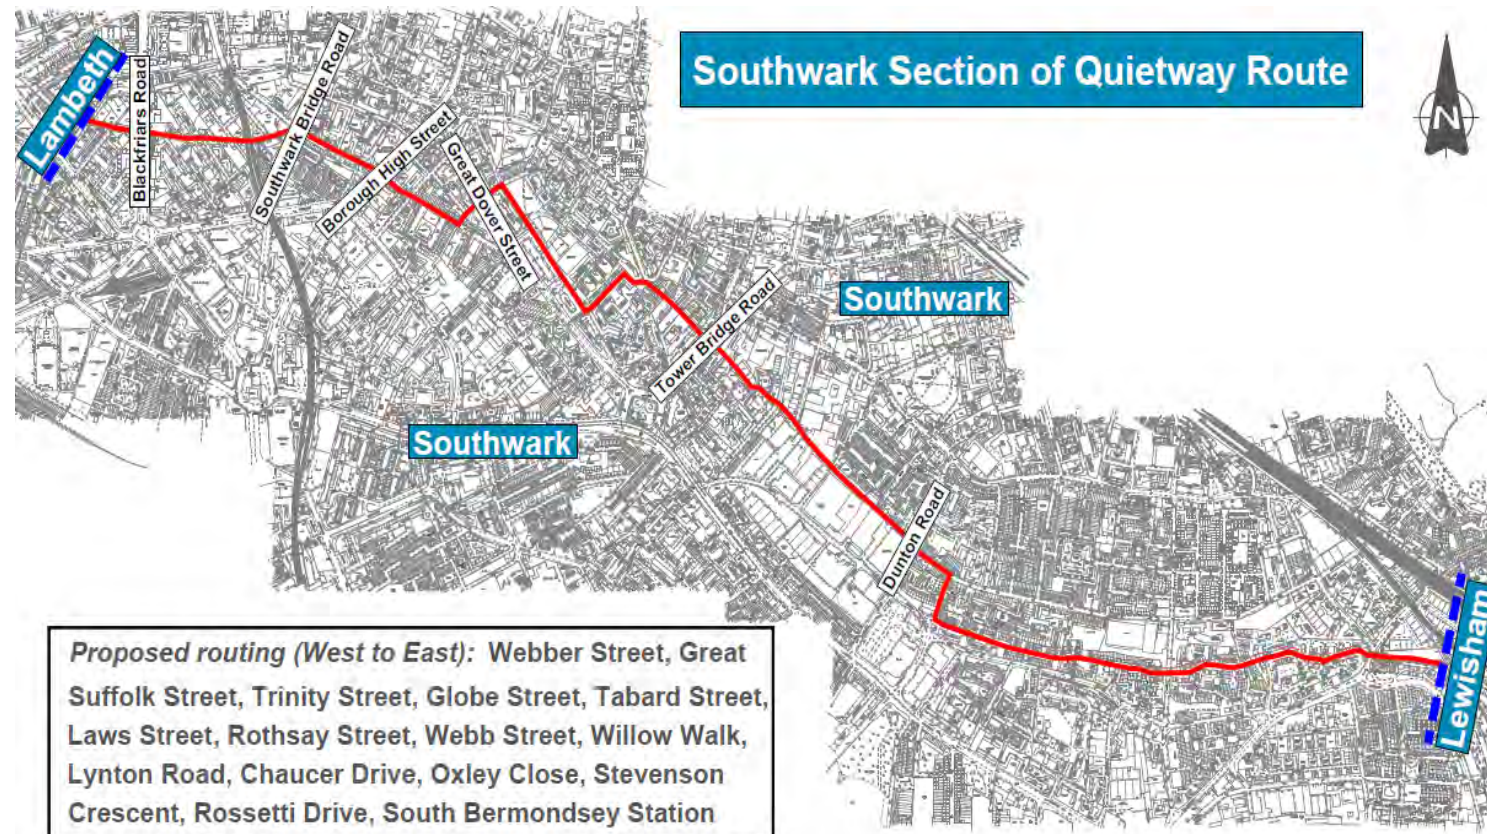 Southwark Section of Quietway Route
N
Lambeth
Blackfriars Road
Southwark Bridge Road
Borough High Street
Great Dover Street
Tower Bridge Road
Southwark
Southwark
Dunton Road
Lewisham
Proposed routing (West to East): Webber Street, Great
Suffolk Street, Trinity Street, Globe Street, Tabard Street,
Laws Street, Rothsay Street, Webb Street, Willow Walk,
Lynton Road, Chaucer Drive, Oxley Close, Stevenson
Crescent, Rossetti Drive, South Bermondsey Station